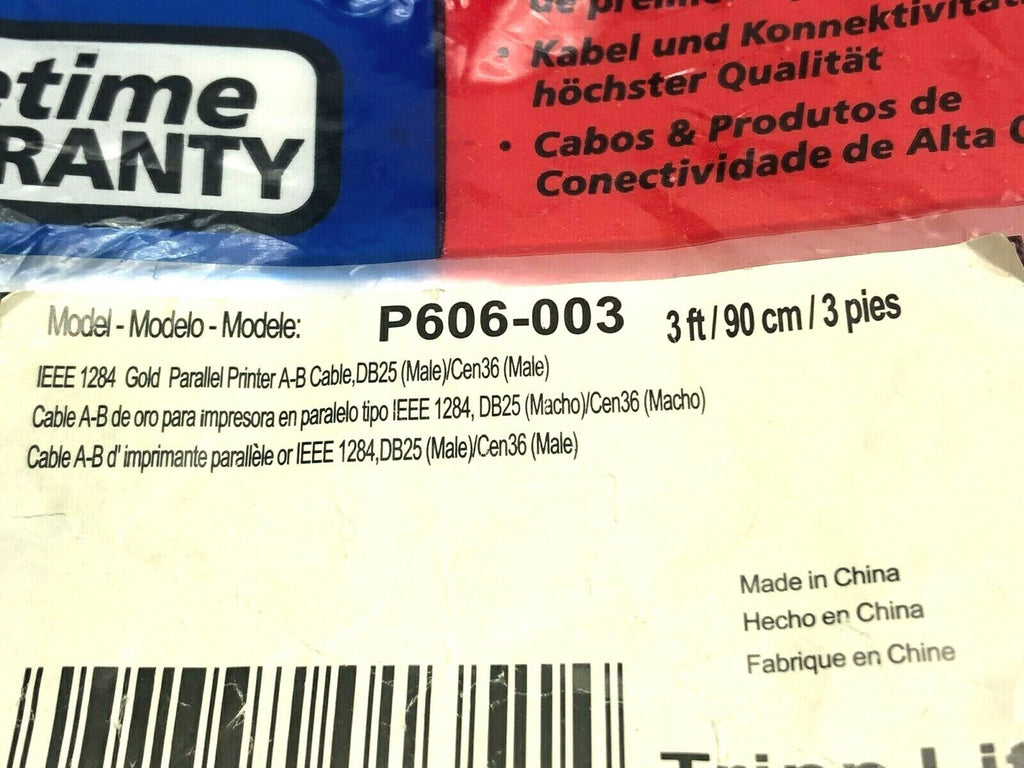 etime
RANTY
• Kabel und Konnektivität
höchster Qualität
• Cabos & Produtos de
Conectividade de Alta
Model - Modelo - Modele: P606-003 3 ft / 90 cm / 3 pies
IEEE 1284 Gold Parallel Printer A-B Cable,DB25 (Male)/Cen36 (Male)
Cable A-B de oro para impresora en paralelo tipo IEEE 1284, DB25 (Macho)/Cen36 (Macho)
Cable A-B d' imprimante parallèle or IEEE 1284,DB25 (Male)/Cen36 (Male)
Made in China
Hecho en China
Fabrique en Chine